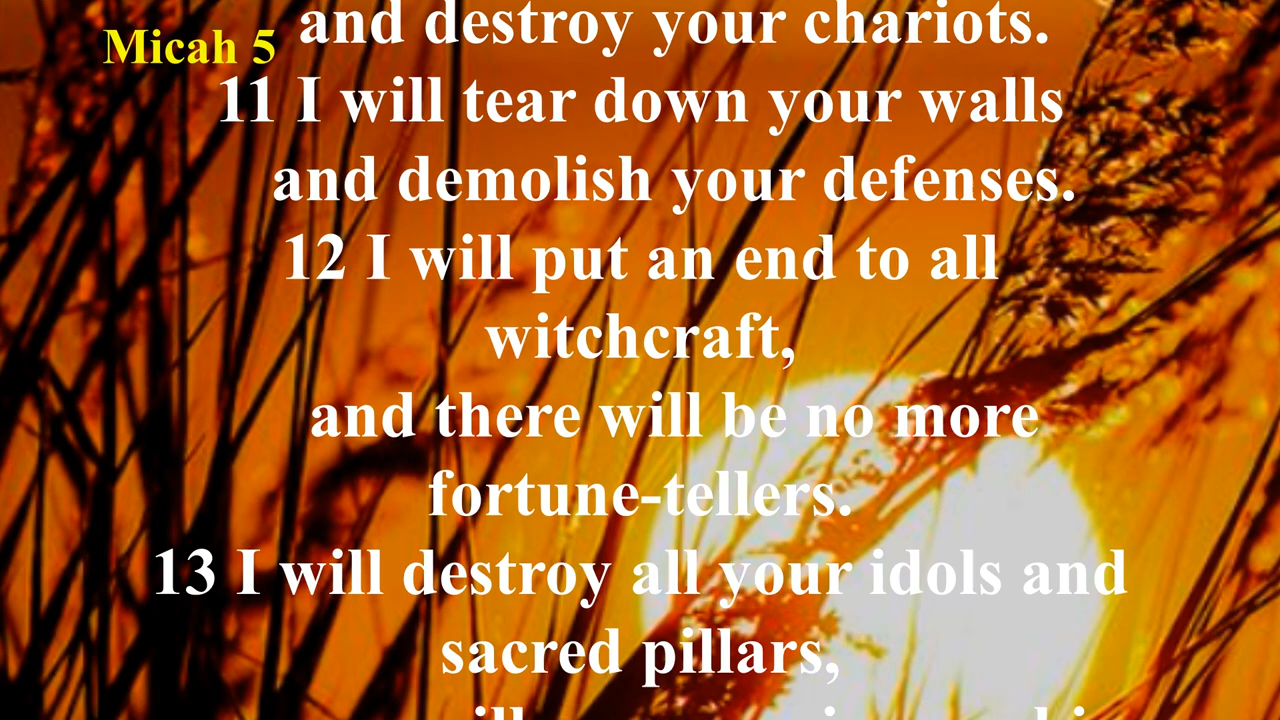 Micah 5
and destroy your chariots.
11 I will tear down your walls
and demolish your defenses.
12 I will put an end to all
witchcraft,
and there will be no more
fortune-tellers.
13 I will destroy all your idols and
sacred pillars,